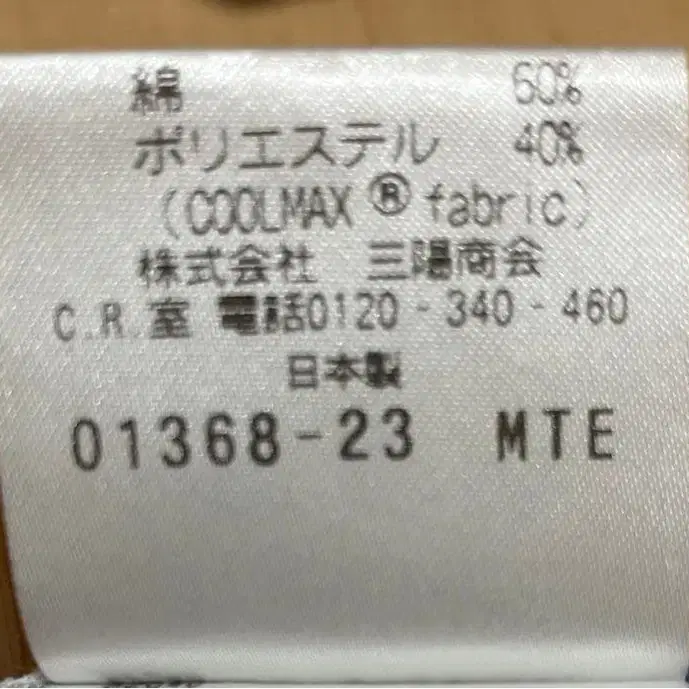 綿 60%
ポリエステル 40%
(COOLMAX ® fabric)
株式会社 三陽商会
C.R.室 電話0120-340-460
日本製
01368-23 MTE